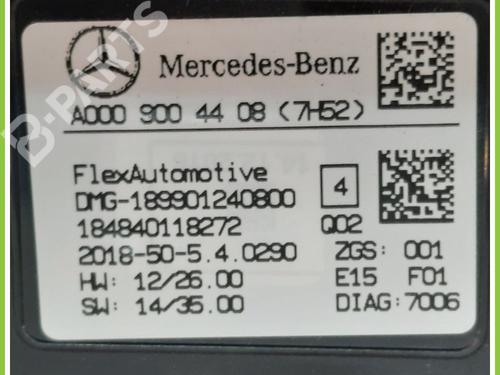 Mercedes-Benz
A000 900 44 08 (7H52)
FlexAutomotive
DMG-189901240800
184840118272
2018-50-5.4.0290
HW: 12/26.00
SW: 14/35.00
4
Q02
ZGS: 001
E15 F01
DIAG:7006
B-PARTS